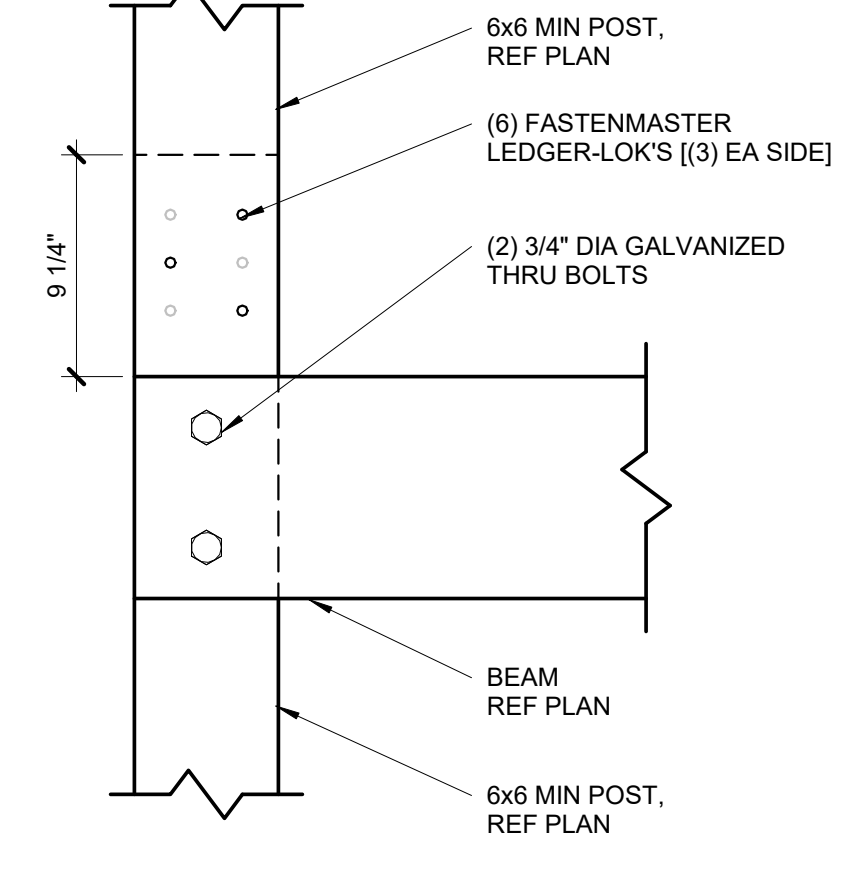 6x6 MIN POST,
REF PLAN
(6) FASTENMASTER
LEDGER-LOK'S [(3) EA SIDE]
9 1/4"
(2) 3/4" DIA GALVANIZED
THRU BOLTS
BEAM
REF PLAN
6x6 MIN POST,
REF PLAN